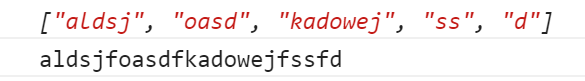 ["aldsj", "oasd", "kadowej", "ss", "d"]
aldsjfoasdfkadowejfssfd